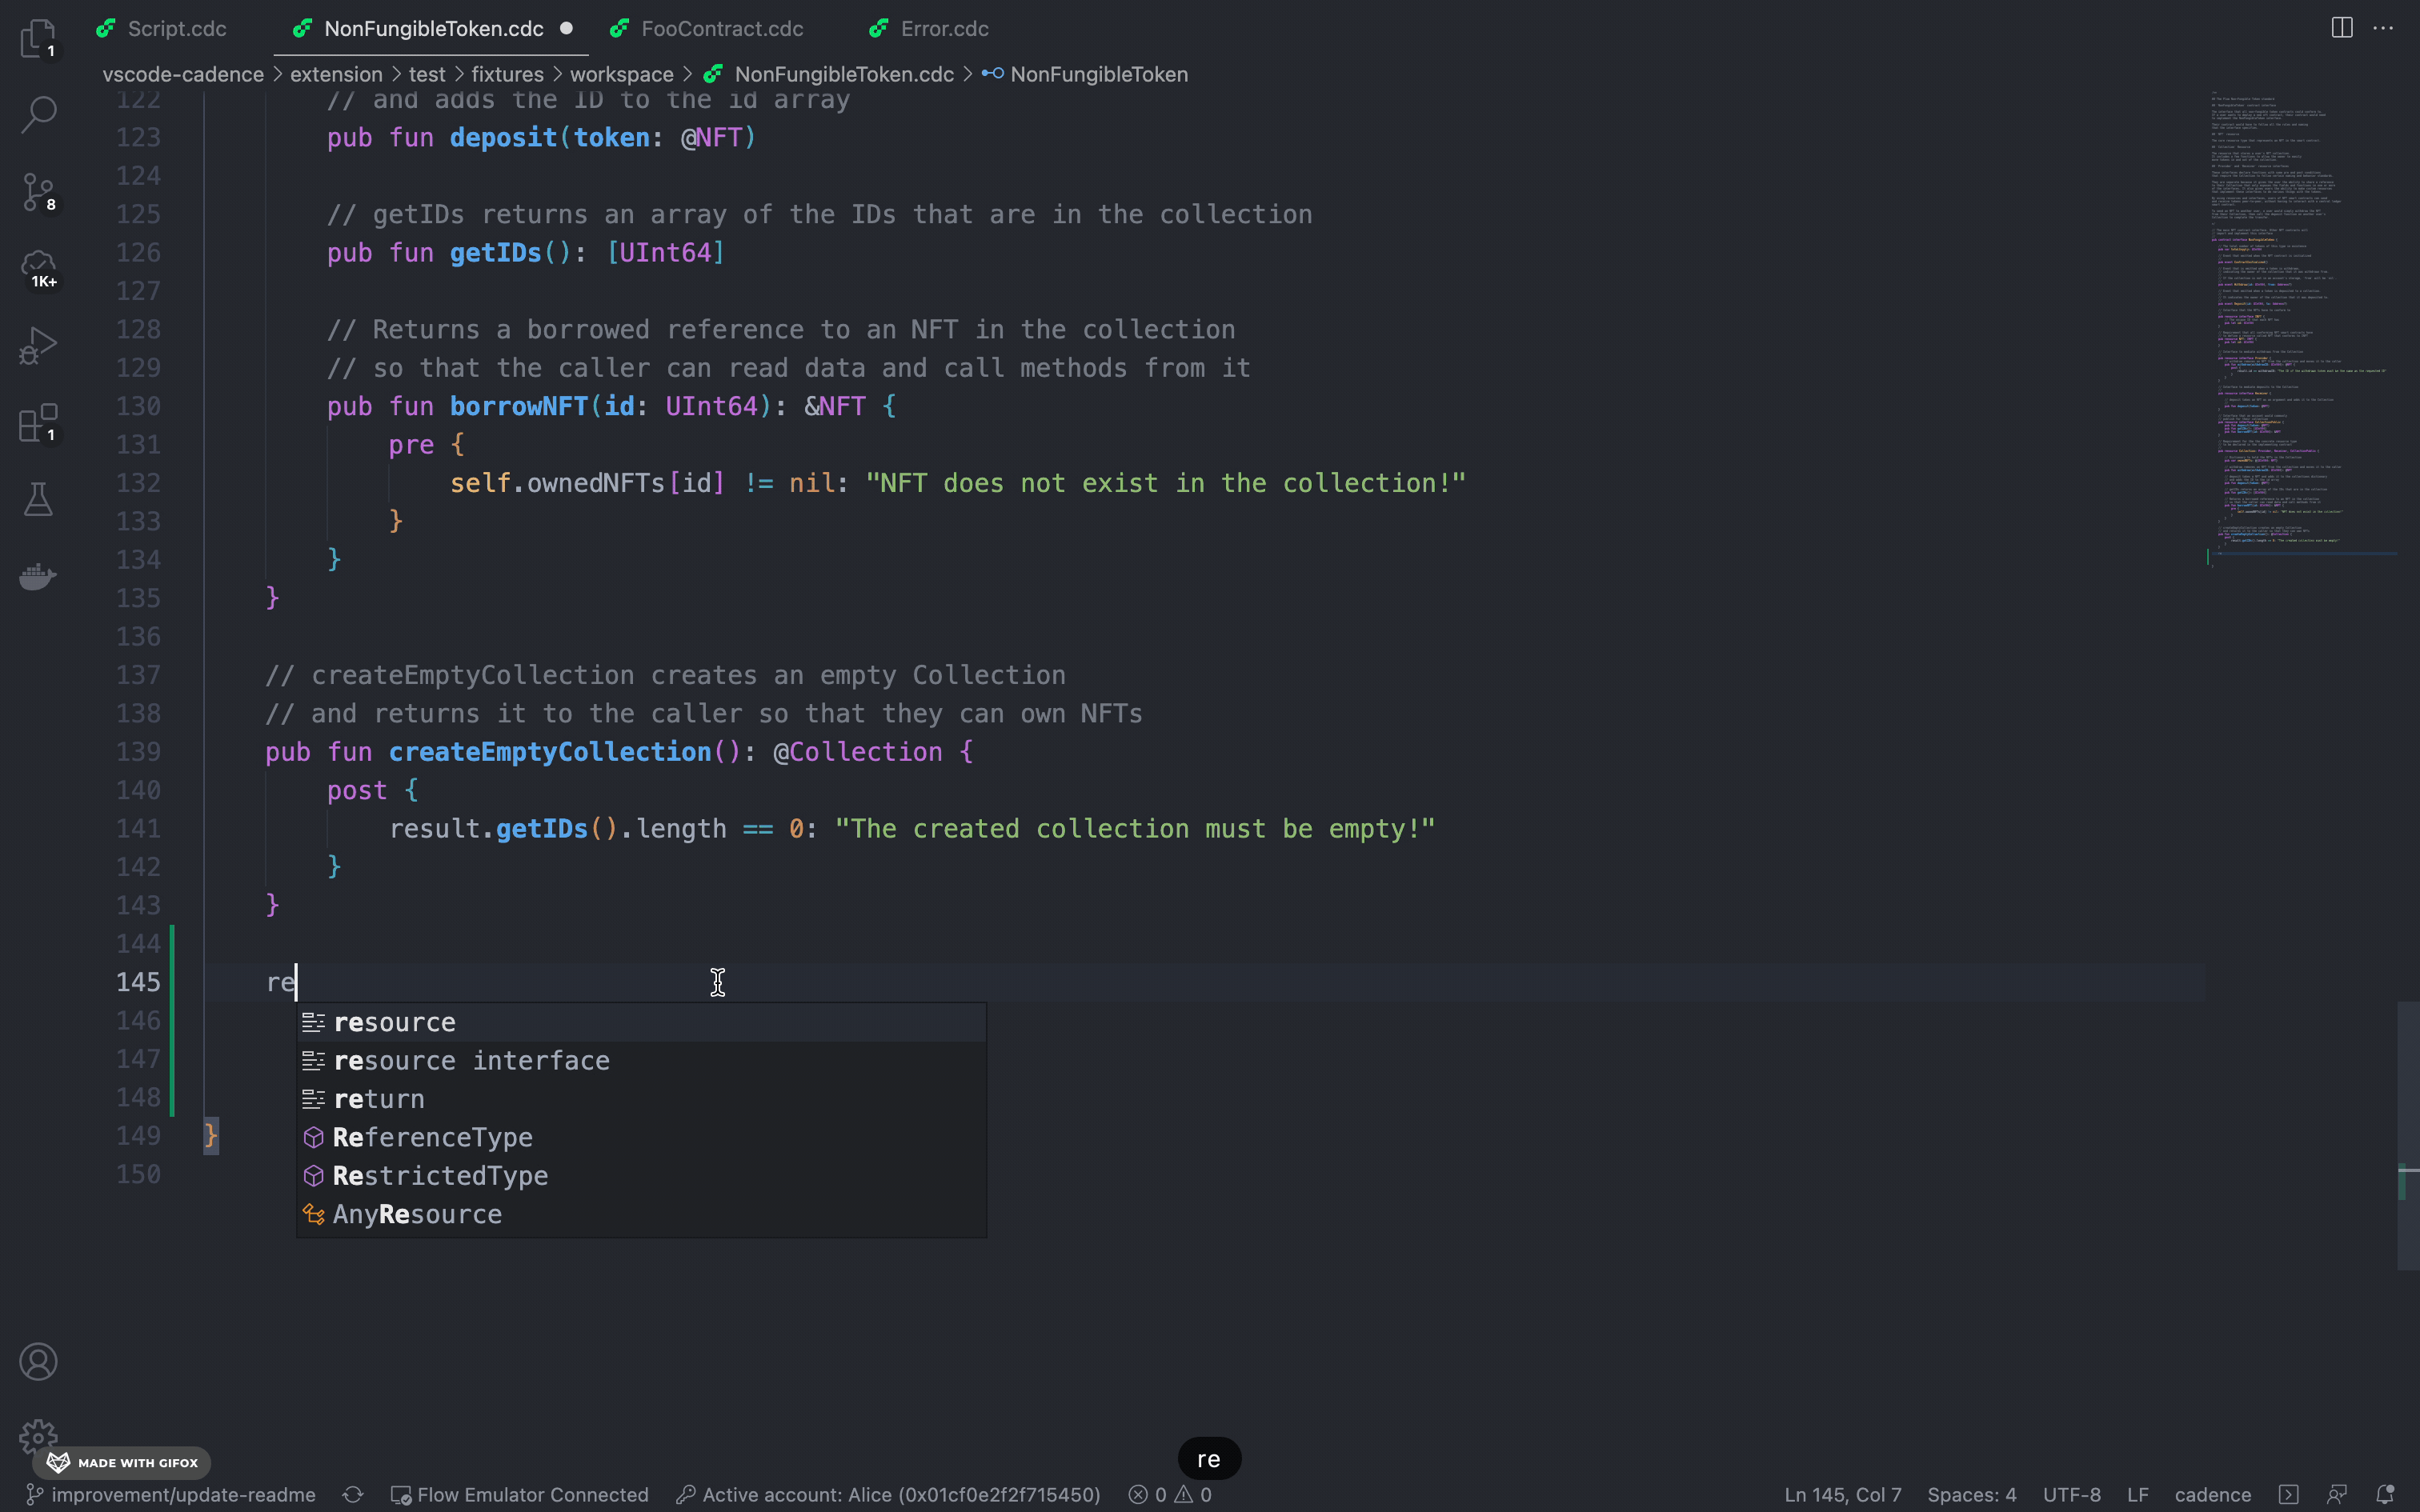 Script.cdc NonFungibleToken.cdc FooContract.cdc Error.cdc
vscode-cadence > extension > test > fixtures > workspace > NonFungibleToken.cdc > NonFungibleToken
1
8
1K+
1
122 // and adds the ID to the id array
123 pub fun deposit(token: @NFT)
124
125 // getIDs returns an array of the IDs that are in the collection
126 pub fun getIDs(): [UInt64]
127
128 // Returns a borrowed reference to an NFT in the collection
129 // so that the caller can read data and call methods from it
130 pub fun borrowNFT(id: UInt64): &NFT {
131 pre {
132 self.ownedNFTs[id] != nil: "NFT does not exist in the collection!"
133 }
134 }
135 }
136
137 // createEmptyCollection creates an empty Collection
138 // and returns it to the caller so that they can own NFTs
139 pub fun createEmptyCollection(): @Collection {
140 post {
141 result.getIDs().length == 0: "The created collection must be empty!"
142 }
143 }
144
145 re
146
147
148
149 }
150
resource
resource interface
return
ReferenceType
RestrictedType
AnyResource
re
MADE WITH GIFOX
improvement/update-readme Flow Emulator Connected Active account: Alice (0x01cf0e2f2f715450) 0 0 Ln 145, Col 7 Spaces: 4 UTF-8 LF cadence